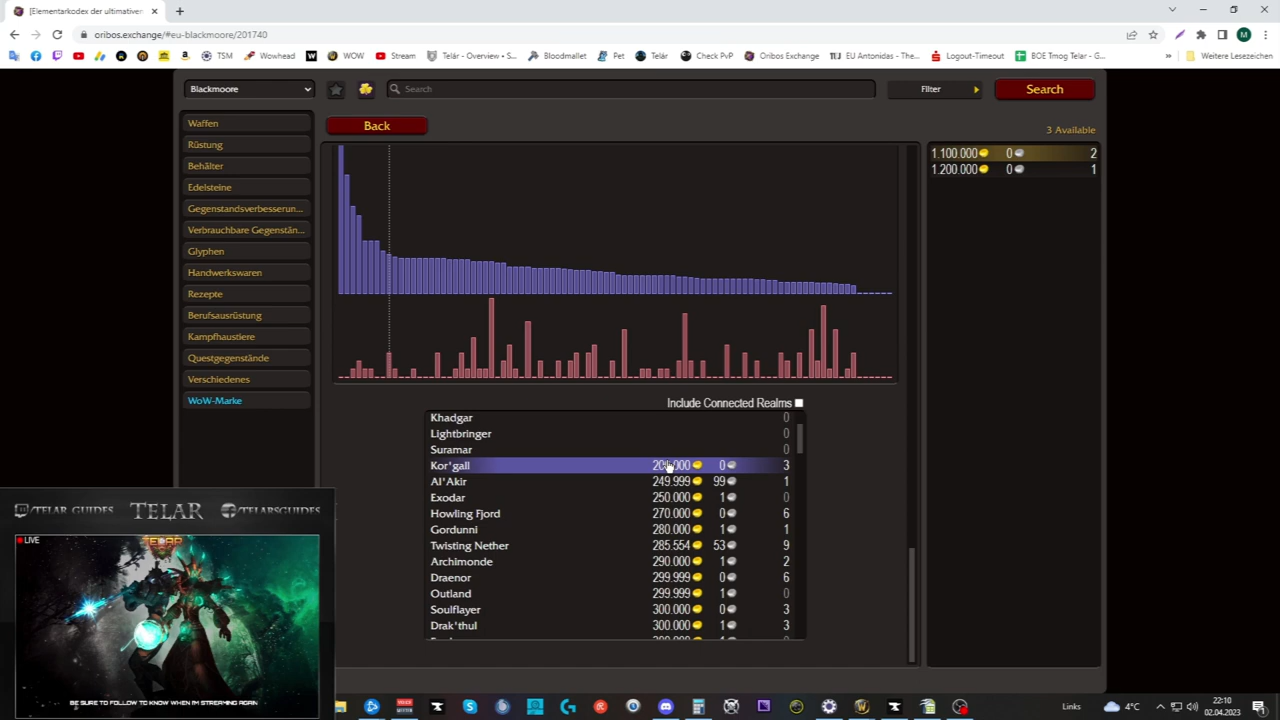 [Elementarkodex der ultimativen
oribos.exchange/#eu-blackmoore/201740
M
TSM
Wowhead
WOW
Stream
Telár - Overview • S...
Bloodmallet
Pet
Telár
Check PvP
Oribos Exchange
EU Antonidas - The...
Logout-Timeout
BOE Tmog Telar - G...
»
Weitere Lesezeichen
Blackmoore
Search
Filter
Search
Waffen
Rüstung
Behälter
Edelsteine
Gegenstandsverbesserun...
Verbrauchbare Gegenstän...
Glyphen
Handwerkswaren
Rezepte
Berufsausrüstung
Kampfhaustiere
Questgegenstände
Verschiedenes
WoW-Marke
Back
3 Available
1.100.000 0 2
1.200.000 0 1
Include Connected Realms
Khadgar 0
Lightbringer 0
Suramar 0
Kor'gall 0 3
Al'Akir 249.999 99 1
Exodar 250.000 1 0
Howling Fjord 270.000 0 6
Gordunni 280.000 1 1
Twisting Nether 285.554 53 9
Archimonde 290.000 1 2
Draenor 299.999 0 6
Outland 299.999 1 0
Soulflayer 300.000 0 3
Drak'thul 300.000 1 3
/TELAR GUIDES
TELAR
/TELARSGUIDES
LIVE
TELAR
BE SURE TO FOLLOW TO KNOW WHEN I'M STREAMING AGAIN
4°C
Links
22:10
02.04.2023